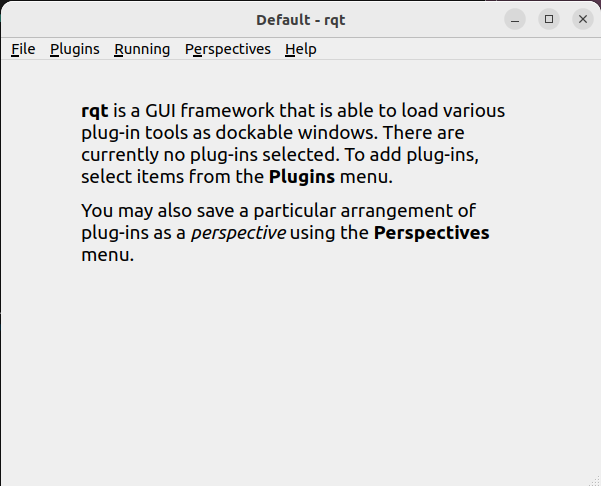 Default - rqt
File Plugins Running Perspectives Help
rqt is a GUI framework that is able to load various
plug-in tools as dockable windows. There are
currently no plug-ins selected. To add plug-ins,
select items from the Plugins menu.
You may also save a particular arrangement of
plug-ins as a perspective using the Perspectives
menu.